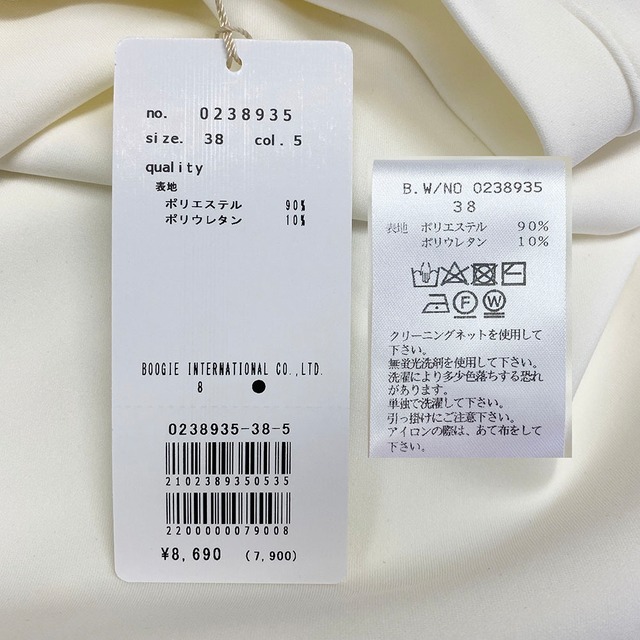 no. 0238935
size. 38 col. 5
quality
表地
ポリエステル 90%
ポリウレタン 10%
BOOGIE INTERNATIONAL CO.,LTD.
8 ●
0238935-38-5
2102389350535
2200000079008
¥8,690 (7,900)
B.W/NO 0238935
38
表地 ポリエステル 90%
ポリウレタン 10%
F W
クリーニングネットを使用して
下さい。
無蛍光洗剤を使用して下さい。
洗濯により多少色落ちする恐れ
があります。
単独で洗濯して下さい。
引っ掛けにご注意下さい。
アイロンの際は、あて布をして
下さい。